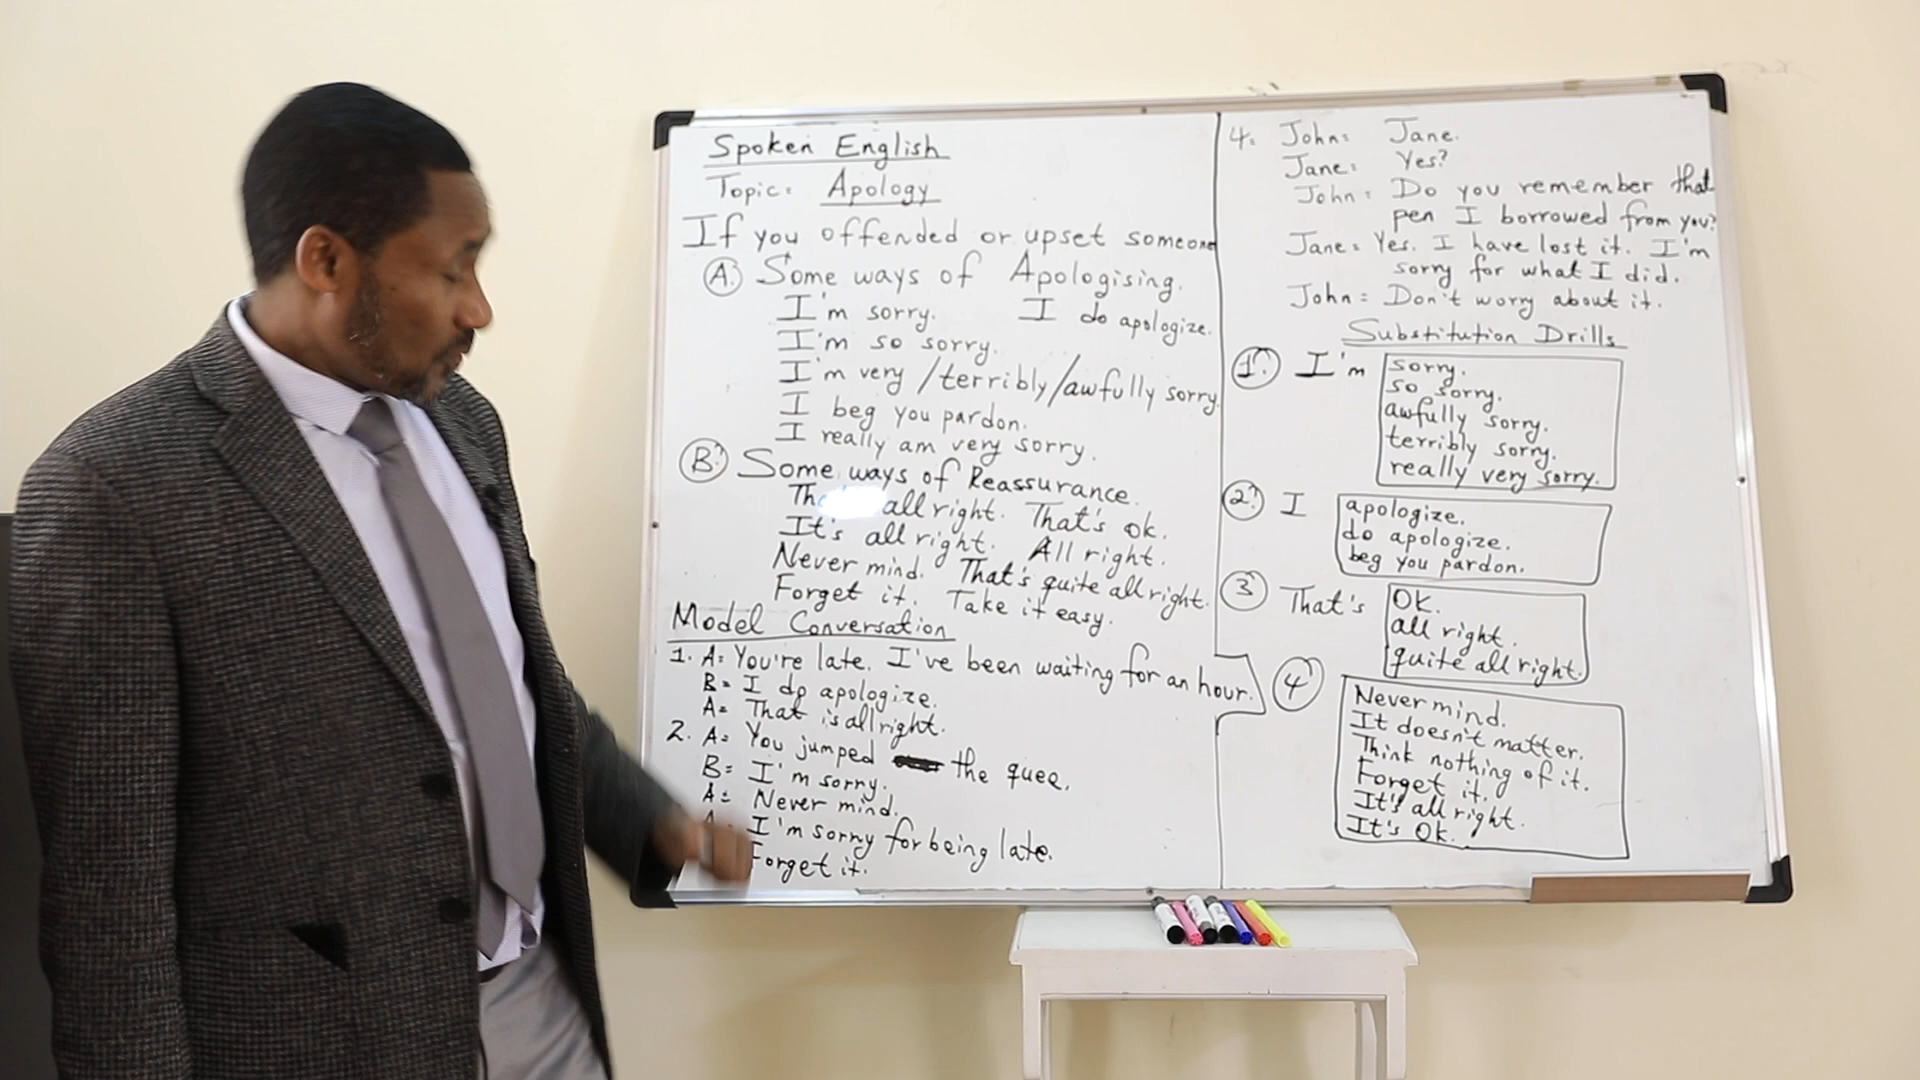 Spoken English
Topic: Apology
If you offended or upset someone
A. Some ways of Apologising.
I'm sorry. I do apologize.
I'm so sorry.
I'm very /terribly/awfully sorry.
I beg you pardon.
I really am very sorry.
B. Some ways of Reassurance.
all right. That's ok.
It's all right. All right.
Never mind. That's quite all right.
Forget it. Take it easy.
Model Conversation
1. A: You're late. I've been waiting for an hour.
B: I do apologize.
A: That is all right.
2. A: You jumped the quee.
B: I'm sorry.
A: Never mind.
I'm sorry for being late.
Forget it.
4. John: Jane.
Jane: Yes?
John: Do you remember that
pen I borrowed from you?
Jane: Yes. I have lost it. I'm
sorry for what I did.
John: Don't worry about it.
Substitution Drills
1. I'm sorry.
so sorry.
awfully sorry.
terribly sorry.
really very sorry.
2. I apologize.
do apologize.
beg you pardon.
3 That's OK.
all right.
quite all right.
4 Never mind.
It doesn't matter.
Think nothing of it.
Forget it.
It's all right.
It's Ok.